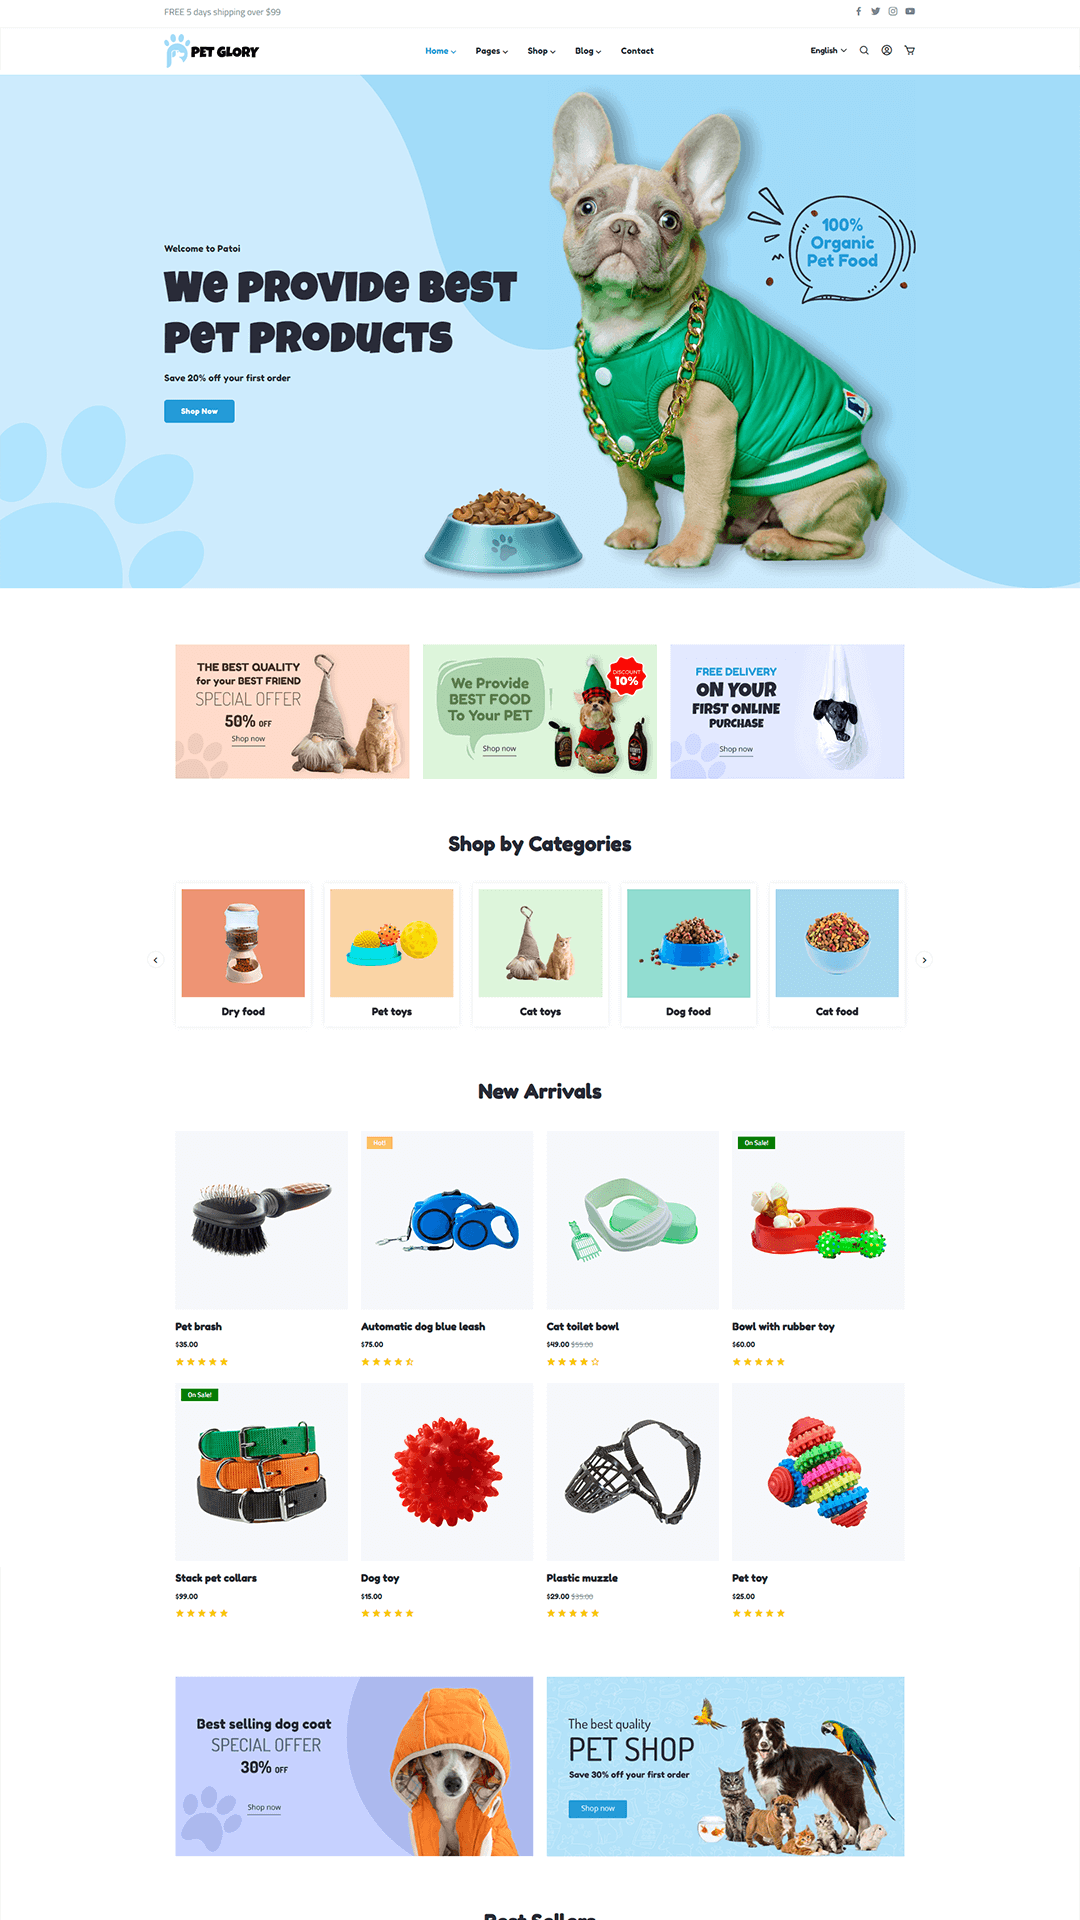 FREE 5 days shipping over $99
PET GLORY
Home
Pages
Shop
Blog
Contact
English
Welcome to Patoi
We PROVIDE BeST
PeT PRODUCTS
Save 20% off your first order
Shop Now
100%
Organic
Pet Food
THE BEST QUALITY
for your BEST FRIEND
SPECIAL OFFER
50% OFF
Shop now
We Provide
BEST FOOD
To Your PET
Shop now
DISCOUNT
10%
FREE DELIVERY
ON YOUR
FIRST ONLINE
PURCHASE
Shop now
Shop by Categories
Dry food
Pet toys
Cat toys
Dog food
Cat food
New Arrivals
Hot!
On Sale!
Pet brash
Automatic dog blue leash
Cat toilet bowl
Bowl with rubber toy
$35.00
$75.00
$49.00 $55.00
$60.00
On Sale!
Stack pet collars
Dog toy
Plastic muzzle
Pet toy
$99.00
$15.00
$29.00 $35.00
$25.00
Best selling dog coat
SPECIAL OFFER
30% OFF
Shop now
The best quality
PET SHOP
Save 30% off your first order
Shop now
Best Sellers